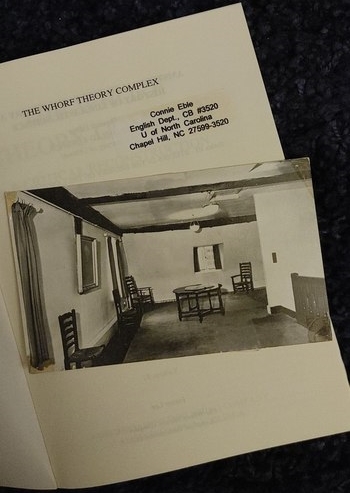 THE WHORF THEORY COMPLEX
Connie Eble
English Dept., CB #3520
U of North Carolina
Chapel Hill, NC 27599-3520